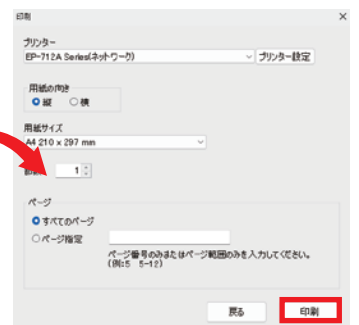 印刷
プリンター
EP-712A Series(ネットワーク)
プリンター設定
用紙の向き
縦 横
用紙サイズ
A4 210 x 297 mm
1
ページ
すべてのページ
ページ指定
ページ番号のみまたはページ範囲のみを入力してください。
(例:5 5-12)
戻る 印刷